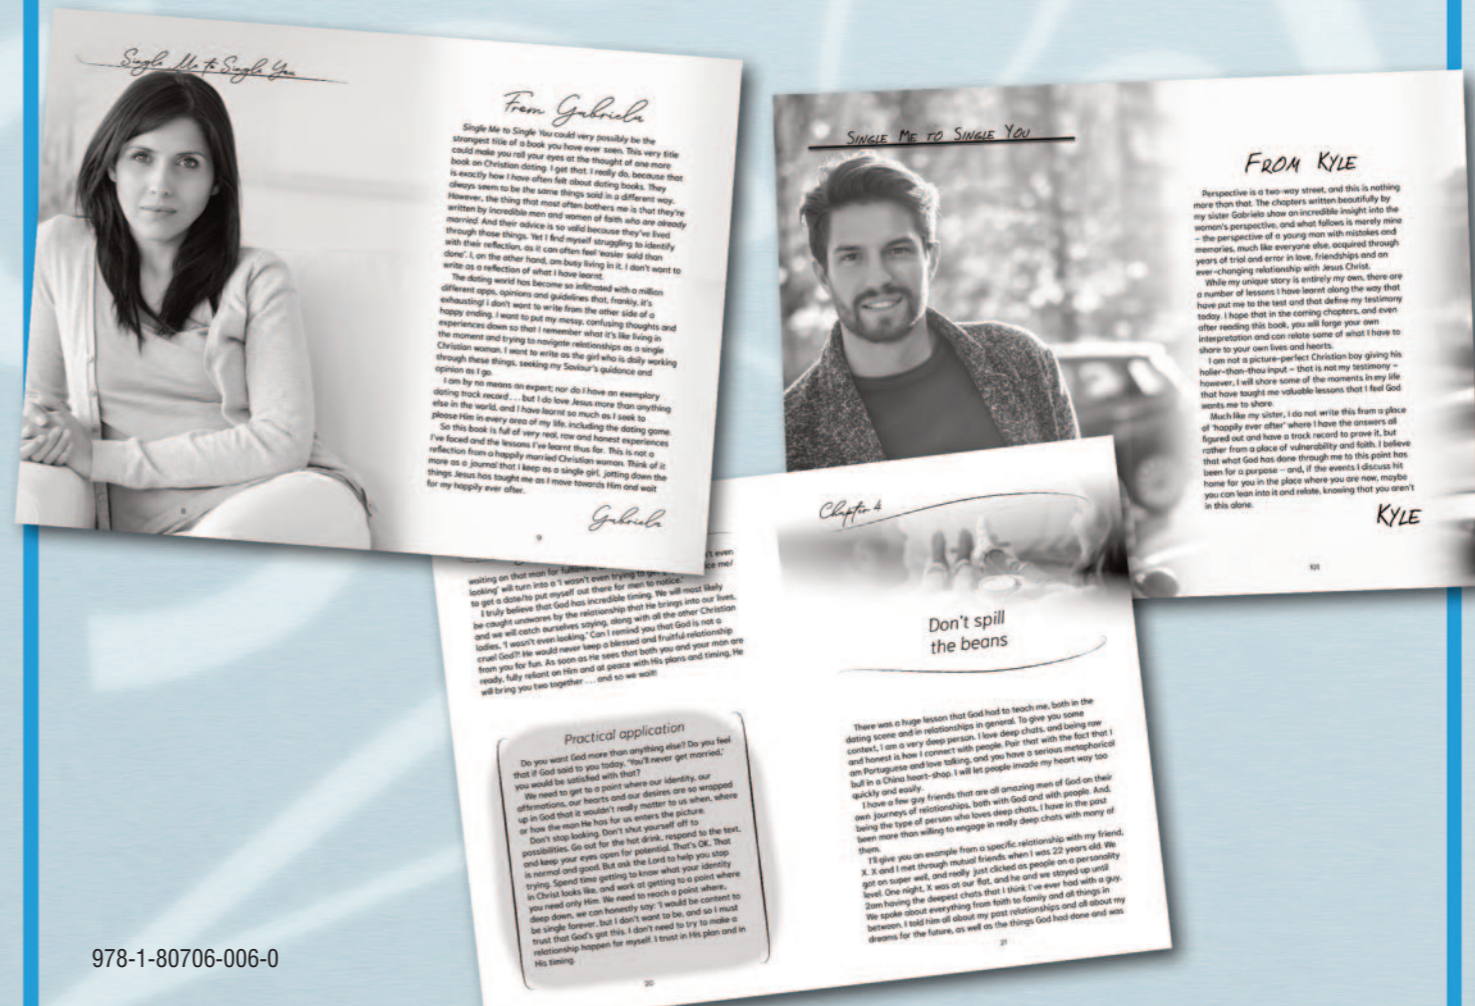 Single Me to Single You
From Gabriela
Single Me to Single You could very possibly be the
strangest title of a book you have ever seen. This very title
could make you roll your eyes at the thought of one more
book on Christian dating. I get that. I really do, because that
is exactly how I have often felt about dating books. They
always seem to be the same things said in a different way.
However, the thing that most often bothers me is that they're
written by incredible men and women of faith who are already
married. And their advice is so valid because they've lived
through those things. Yet I find myself struggling to identify
with their reflection, as it can often feel 'easier said than
done'. I, on the other hand, am busy living in it. I don't want to
write as a reflection of what I have learnt.
The dating world has become so infiltrated with a million
different apps, opinions and guidelines that, frankly, it's
exhausting! I don't want to write from the other side of a
happy ending. I want to put my messy, confusing thoughts and
experiences down so that I remember what it's like living in
the moment and trying to navigate relationships as a single
Christian woman. I want to write as the girl who is daily working
through these things, seeking my Saviour's guidance and
opinion as I go.
I am by no means an expert; nor do I have an exemplary
dating track record . . . but I do love Jesus more than anything
else in the world, and I have learnt so much as I seek to
please Him in every area of my life, including the dating game.
So this book is full of very real, raw and honest experiences
I've faced and the lessons I've learnt thus far. This is not a
reflection from a happily married Christian woman. Think of it
more as a journal that I keep as a single girl, jotting down the
things Jesus has taught me as I move towards Him and wait
for my happily ever after.
Gabriela
9
SINGLE ME TO SINGLE YOU
FROM KYLE
Perspective is a two-way street, and this is nothing
more than that. The chapters written beautifully by
my sister Gabriela show an incredible insight into the
woman's perspective, and what follows is merely mine
– the perspective of a young man with mistakes and
memories, much like everyone else, acquired through
years of trial and error in love, friendships and an
ever-changing relationship with Jesus Christ.
While my unique story is entirely my own, there are
a number of lessons I have learnt along the way that
have put me to the test and that define my testimony
today. I hope that in the coming chapters, and even
after reading this book, you will forge your own
interpretation and can relate some of what I have to
share to your own lives and hearts.
I am not a picture-perfect Christian boy giving his
holier-than-thou input – that is not my testimony –
however, I will share some of the moments in my life
that have taught me valuable lessons that I feel God
wants me to share.
Much like my sister, I do not write this from a place
of 'happily ever after' where I have the answers all
figured out and have a track record to prove it, but
rather from a place of vulnerability and faith. I believe
that what God has done through me to this point has
been for a purpose – and, if the events I discuss hit
home for you in the place where you are now, maybe
you can lean into it and relate, knowing that you aren't
in this alone.
KYLE
101
waiting on that man for
looking' will turn into a 'I wasn't even trying to
to get a date/to put myself out there for men to notice.'
I truly believe that God has incredible timing. We will most likely
be caught unawares by the relationship that He brings into our lives,
and we will catch ourselves saying, along with all the other Christian
ladies, 'I wasn't even looking.' Can I remind you that God is not a
cruel God?! He would never keep a blessed and fruitful relationship
from you for fun. As soon as He sees that both you and your man are
ready, fully reliant on Him and at peace with His plans and timing, He
will bring you two together . . . and so we wait!
Practical application
Do you want God more than anything else? Do you feel
that if God said to you today, 'You'll never get married,'
you would be satisfied with that?
We need to get to a point where our identity, our
affirmations, our hearts and our desires are so wrapped
up in God that it wouldn't really matter to us when, where
or how the man He has for us enters the picture.
Don't stop looking. Don't shut yourself off to
possibilities. Go out for the hot drink, respond to the text,
and keep your eyes open for potential. That's OK. That
is normal and good. But ask the Lord to help you stop
trying. Spend time getting to know what your identity
in Christ looks like, and work at getting to a point where
you need only Him. We need to reach a point where,
deep down, we can honestly say: 'I would be content to
be single forever, but I don't want to be, and so I must
trust that God's got this. I don't need to try to make a
relationship happen for myself. I trust in His plan and in
His timing.
20
Chapter 4
Don't spill
the beans
There was a huge lesson that God had to teach me, both in the
dating scene and in relationships in general. To give you some
context, I am a very deep person. I love deep chats, and being raw
and honest is how I connect with people. Pair that with the fact that I
am Portuguese and love talking, and you have a serious metaphorical
bull in a China heart-shop. I will let people invade my heart way too
quickly and easily.
I have a few guy friends that are all amazing men of God on their
own journeys of relationships, both with God and with people. And,
being the type of person who loves deep chats, I have in the past
been more than willing to engage in really deep chats with many of
them.
I'll give you an example from a specific relationship with my friend,
X. X and I met through mutual friends when I was 22 years old. We
got on super well, and really just clicked as people on a personality
level. One night, X was at our flat, and he and we stayed up until
2am having the deepest chats that I think I've ever had with a guy.
We spoke about everything from faith to family and all things in
between. I told him all about my past relationships and all about my
dreams for the future, as well as the things God had done and was
21
978-1-80706-006-0